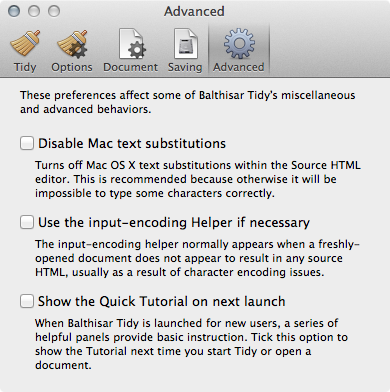 Advanced
Tidy Options Document Saving Advanced
These preferences affect some of Balthisar Tidy's miscellaneous
and advanced behaviors.
Disable Mac text substitutions
Turns off Mac OS X text substitutions within the Source HTML
editor. This is recommended because otherwise it will be
impossible to type some characters correctly.
Use the input-encoding Helper if necessary
The input-encoding helper normally appears when a freshly-
opened document does not appear to result in any source
HTML, usually as a result of character encoding issues.
Show the Quick Tutorial on next launch
When Balthisar Tidy is launched for new users, a series of
helpful panels provide basic instruction. Tick this option to
show the Tutorial next time you start Tidy or open a
document.